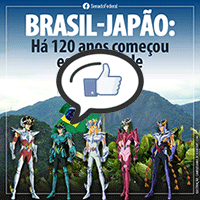 SenadoFederal
BRASIL-JAPÃO:
Há 120 anos começou